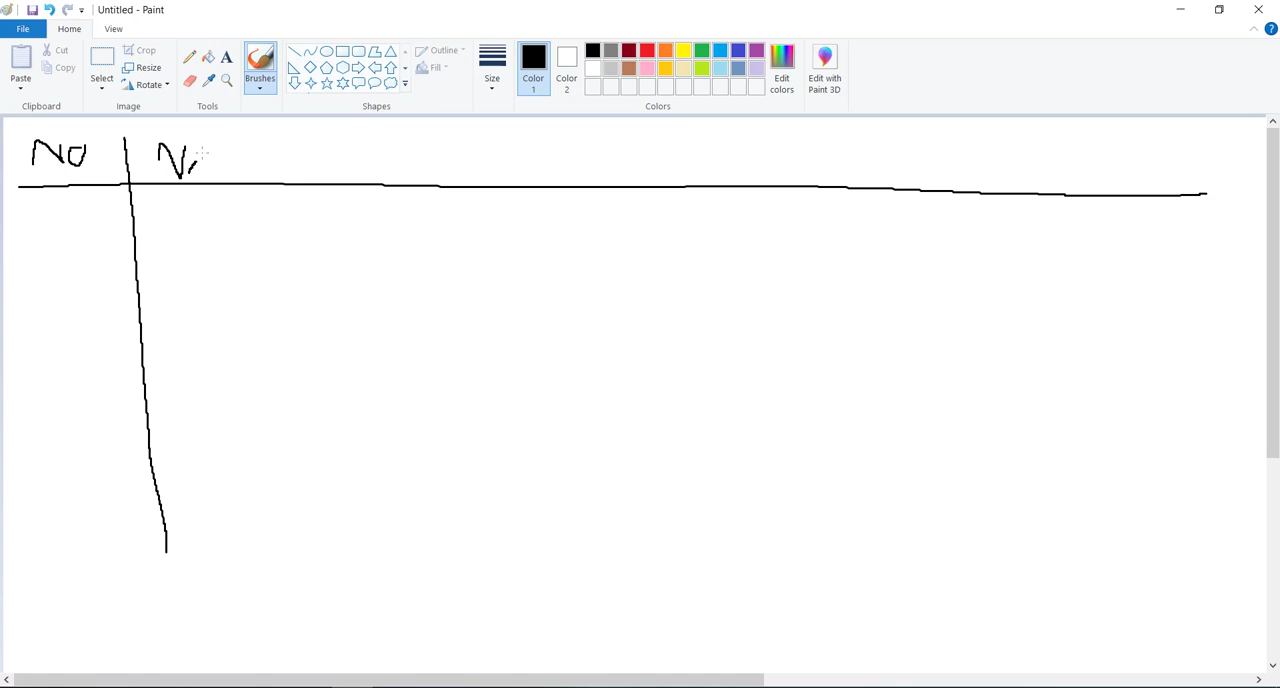 Untitled - Paint
File Home View
Paste
Cut
Copy
Clipboard
Select
Crop
Resize
Rotate
Image
Tools
Brushes
Outline
Fill
Shapes
Size
Color 1
Color 2
Edit colors
Colors
Edit with Paint 3D
NO